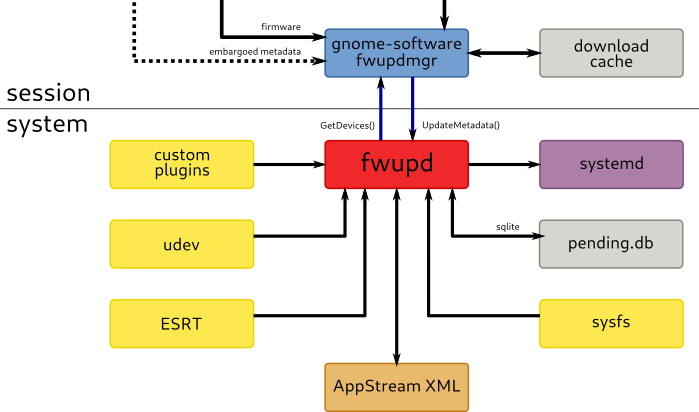 firmware
embargoed metadata
gnome-software
fwupdmgr
download
cache
session
system
GetDevices()
UpdateMetadata()
custom
plugins
fwupd
systemd
udev
sqlite
pending.db
ESRT
sysfs
AppStream XML